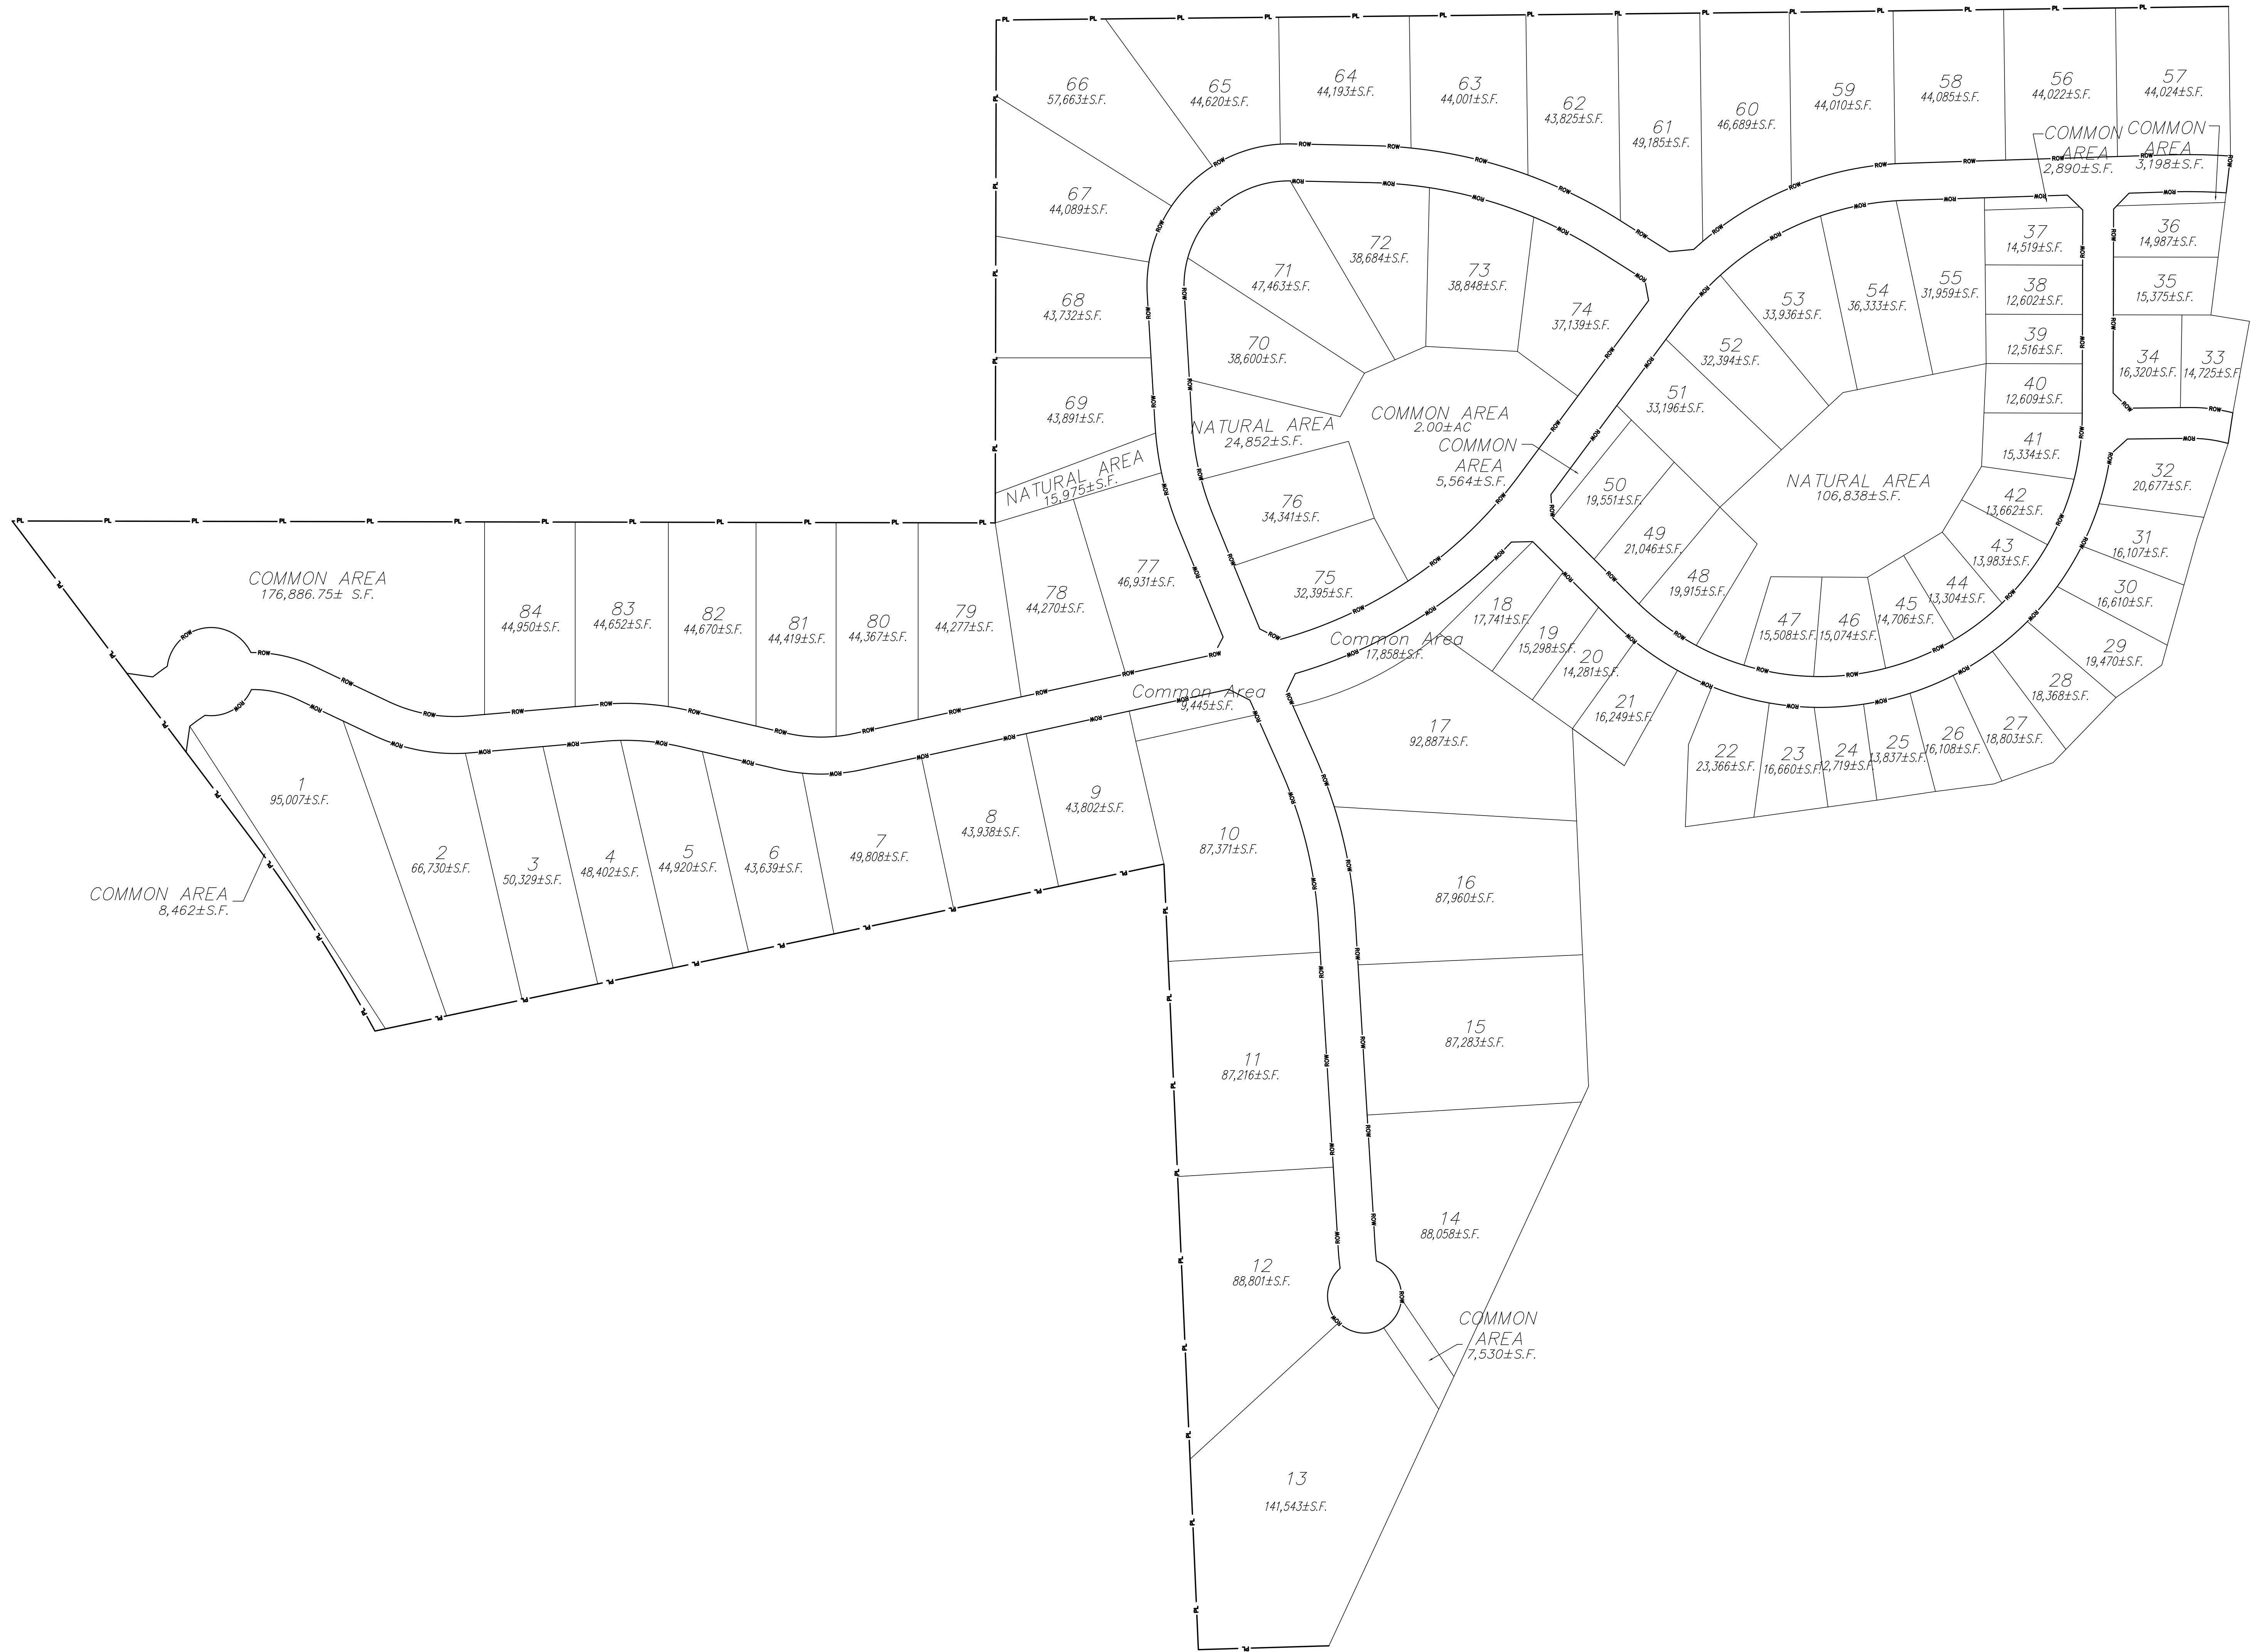 66
57,663±S.F.
65
44,620±S.F.
64
44,193±S.F.
63
44,001±S.F.
62
43,825±S.F.
61
49,185±S.F.
60
46,689±S.F.
59
44,010±S.F.
58
44,085±S.F.
56
44,022±S.F.
57
44,024±S.F.
COMMON
AREA
2,890±S.F.
COMMON
AREA
3,198±S.F.
67
44,089±S.F.
68
43,732±S.F.
69
43,891±S.F.
NATURAL AREA
15,975±S.F.
71
47,463±S.F.
72
38,684±S.F.
73
38,848±S.F.
74
37,139±S.F.
70
38,600±S.F.
NATURAL AREA
24,852±S.F.
COMMON AREA
2.00±AC
COMMON
AREA
5,564±S.F.
76
34,341±S.F.
75
32,395±S.F.
53
33,936±S.F.
54
36,333±S.F.
55
31,959±S.F.
52
32,394±S.F.
51
33,196±S.F.
50
19,551±S.F.
49
21,046±S.F.
48
19,915±S.F.
NATURAL AREA
106,838±S.F.
37
14,519±S.F.
38
12,602±S.F.
39
12,516±S.F.
40
12,609±S.F.
41
15,334±S.F.
42
13,662±S.F.
43
13,983±S.F.
44
13,304±S.F.
45
14,706±S.F.
46
15,074±S.F.
47
15,508±S.F.
36
14,987±S.F.
35
15,375±S.F.
34
16,320±S.F.
33
14,725±S.F.
32
20,677±S.F.
31
16,107±S.F.
30
16,610±S.F.
29
19,470±S.F.
28
18,368±S.F.
27
18,803±S.F.
26
16,108±S.F.
25
13,837±S.F.
24
12,719±S.F.
23
16,660±S.F.
22
23,366±S.F.
18
17,741±S.F.
19
15,298±S.F.
20
14,281±S.F.
21
16,249±S.F.
Common Area
17,858±S.F.
Common Area
9,445±S.F.
COMMON AREA
176,886.75± S.F.
84
44,950±S.F.
83
44,652±S.F.
82
44,670±S.F.
81
44,419±S.F.
80
44,367±S.F.
79
44,277±S.F.
78
44,270±S.F.
77
46,931±S.F.
1
95,007±S.F.
2
66,730±S.F.
3
50,329±S.F.
4
48,402±S.F.
5
44,920±S.F.
6
43,639±S.F.
7
49,808±S.F.
8
43,938±S.F.
9
43,802±S.F.
COMMON AREA
8,462±S.F.
10
87,371±S.F.
17
92,887±S.F.
16
87,960±S.F.
15
87,283±S.F.
11
87,216±S.F.
14
88,058±S.F.
12
88,801±S.F.
COMMON
AREA
7,530±S.F.
13
141,543±S.F.
PL
ROW